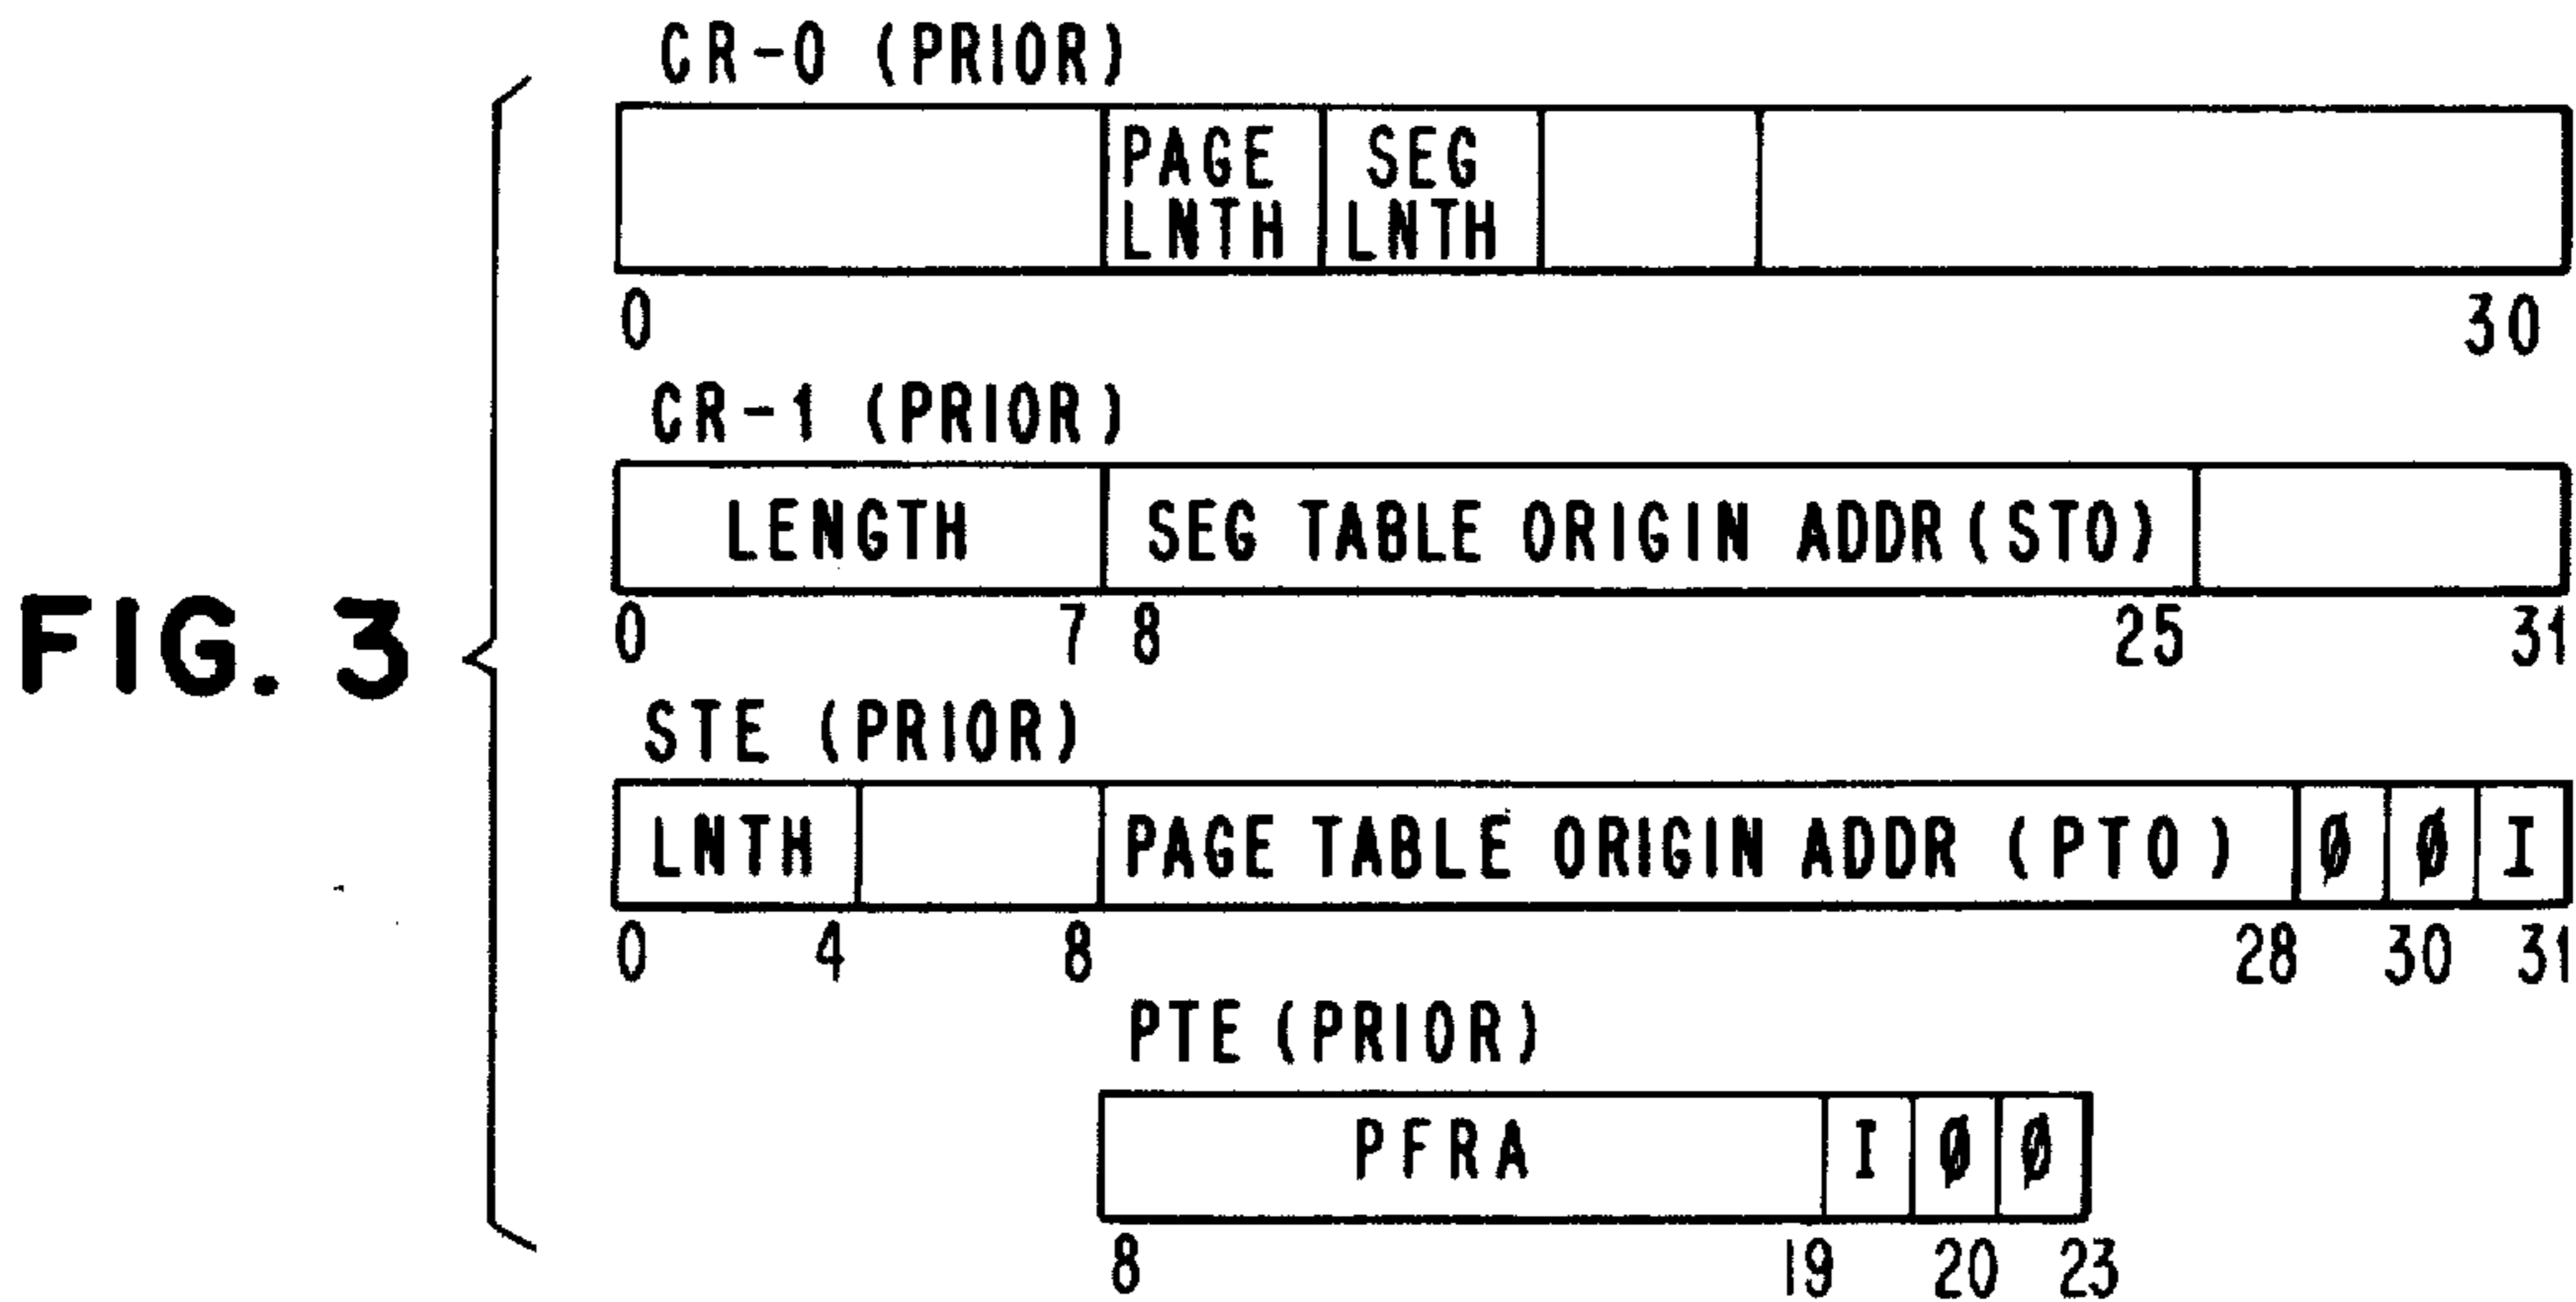 FIG. 3
CR-0 (PRIOR)
PAGE LNTH SEG LNTH
0 30
CR-1 (PRIOR)
LENGTH SEG TABLE ORIGIN ADDR (STO)
0 7 8 25 31
STE (PRIOR)
LNTH PAGE TABLE ORIGIN ADDR (PTO) Ø Ø I
0 4 8 28 30 31
PTE (PRIOR)
PFRA I Ø Ø
8 19 20 23